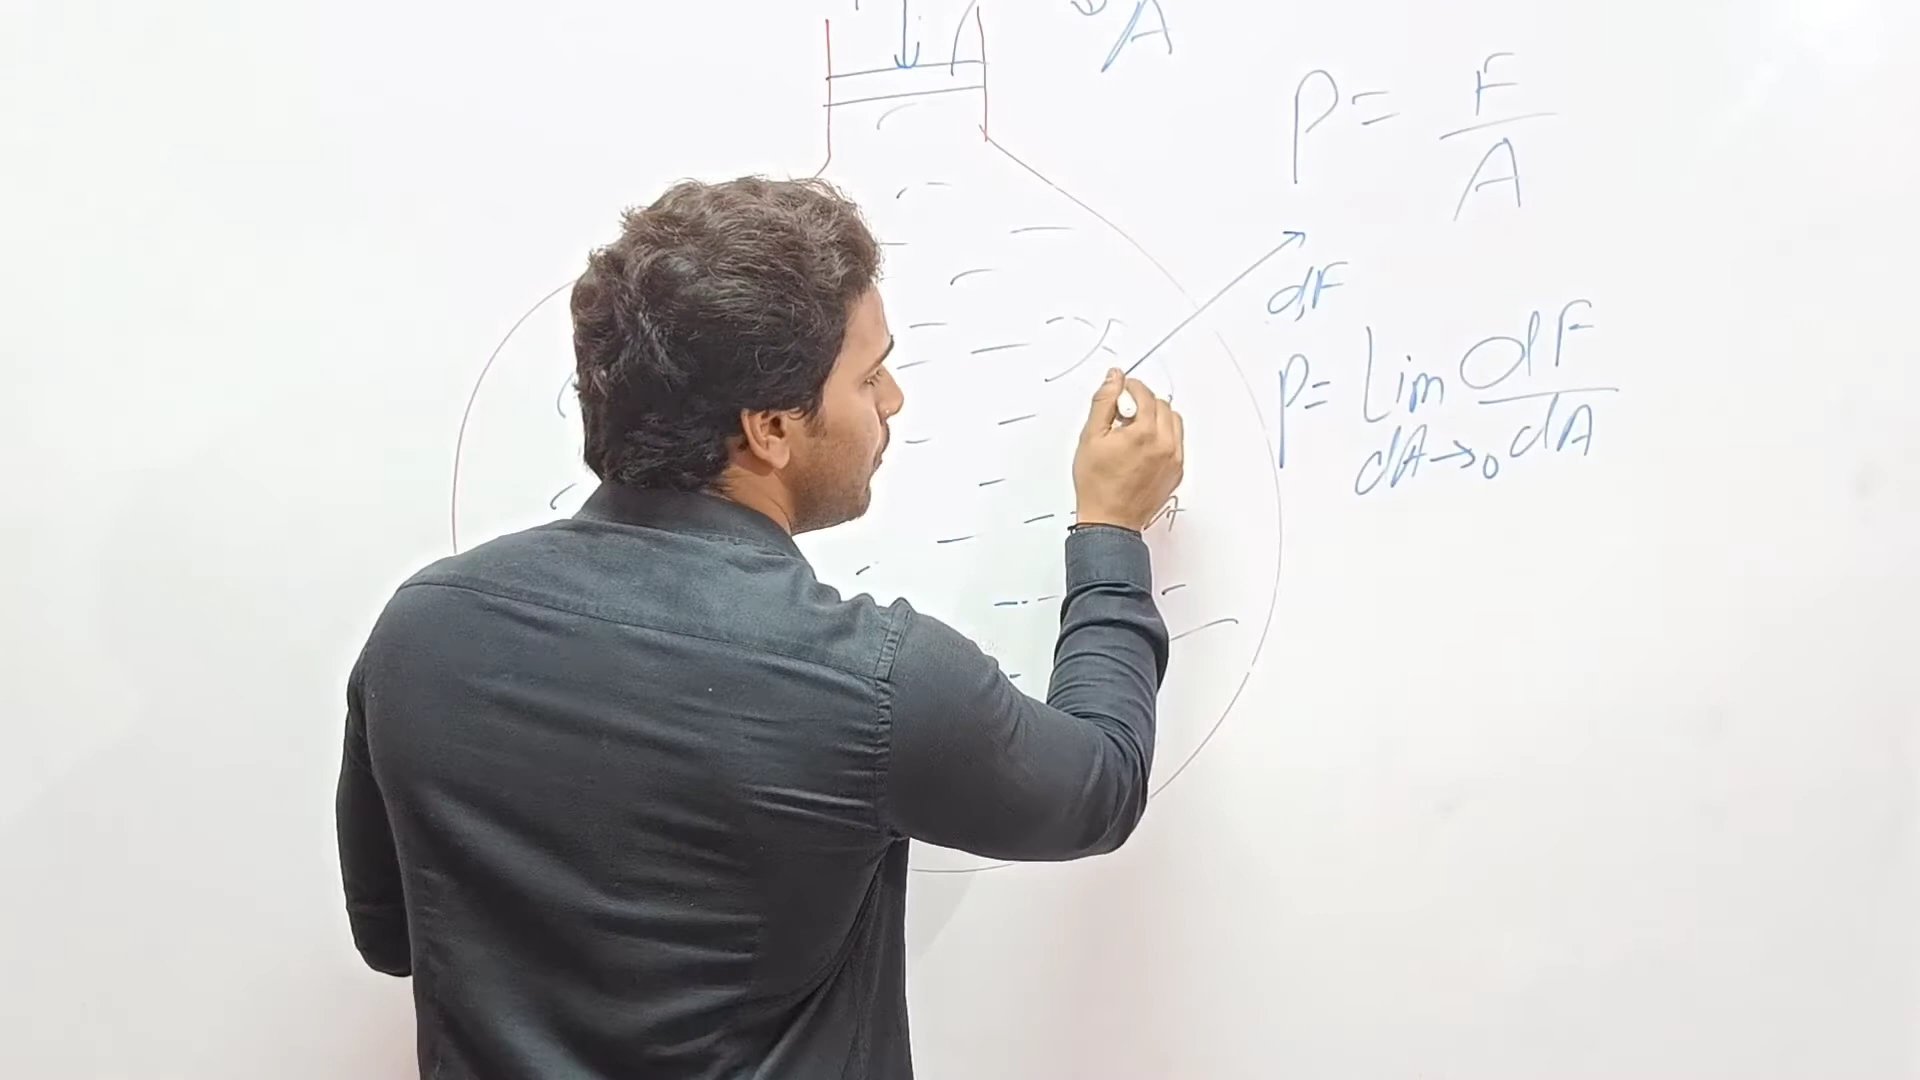 A
P = F/A
dF
P = Lim dF/dA
dA→0